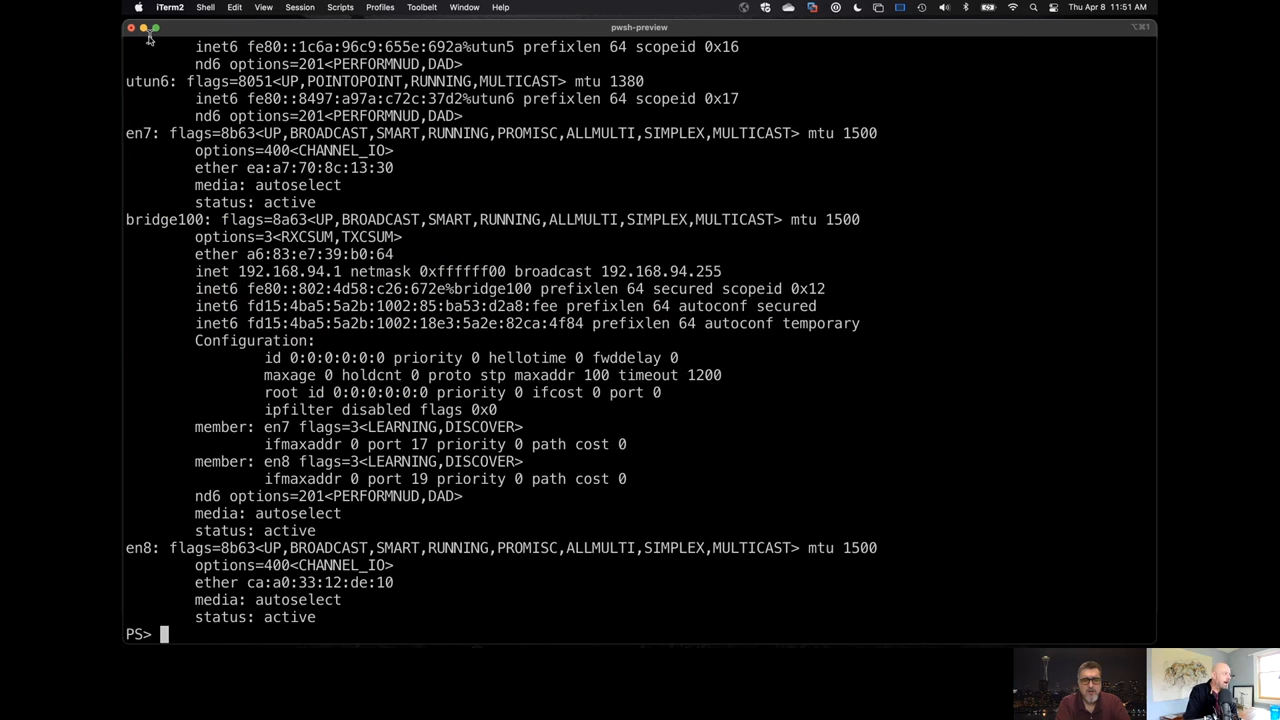 iTerm2 Shell Edit View Session Scripts Profiles Toolbelt Window Help Thu Apr 8 11:51 AM
pwsh-preview ⌥⌘1
inet6 fe80::1c6a:96c9:655e:692a%utun5 prefixlen 64 scopeid 0x16
nd6 options=201<PERFORMNUD,DAD>
utun6: flags=8051<UP,POINTOPOINT,RUNNING,MULTICAST> mtu 1380
inet6 fe80::8497:a97a:c72c:37d2%utun6 prefixlen 64 scopeid 0x17
nd6 options=201<PERFORMNUD,DAD>
en7: flags=8b63<UP,BROADCAST,SMART,RUNNING,PROMISC,ALLMULTI,SIMPLEX,MULTICAST> mtu 1500
options=400<CHANNEL_IO>
ether ea:a7:70:8c:13:30
media: autoselect
status: active
bridge100: flags=8a63<UP,BROADCAST,SMART,RUNNING,ALLMULTI,SIMPLEX,MULTICAST> mtu 1500
options=3<RXCSUM,TXCSUM>
ether a6:83:e7:39:b0:64
inet 192.168.94.1 netmask 0xffffff00 broadcast 192.168.94.255
inet6 fe80::802:4d58:c26:672e%bridge100 prefixlen 64 secured scopeid 0x12
inet6 fd15:4ba5:5a2b:1002:85:ba53:d2a8:fee prefixlen 64 autoconf secured
inet6 fd15:4ba5:5a2b:1002:18e3:5a2e:82ca:4f84 prefixlen 64 autoconf temporary
Configuration:
id 0:0:0:0:0:0 priority 0 hellotime 0 fwddelay 0
maxage 0 holdcnt 0 proto stp maxaddr 100 timeout 1200
root id 0:0:0:0:0:0 priority 0 ifcost 0 port 0
ipfilter disabled flags 0x0
member: en7 flags=3<LEARNING,DISCOVER>
ifmaxaddr 0 port 17 priority 0 path cost 0
member: en8 flags=3<LEARNING,DISCOVER>
ifmaxaddr 0 port 19 priority 0 path cost 0
nd6 options=201<PERFORMNUD,DAD>
media: autoselect
status: active
en8: flags=8b63<UP,BROADCAST,SMART,RUNNING,PROMISC,ALLMULTI,SIMPLEX,MULTICAST> mtu 1500
options=400<CHANNEL_IO>
ether ca:a0:33:12:de:10
media: autoselect
status: active
PS>